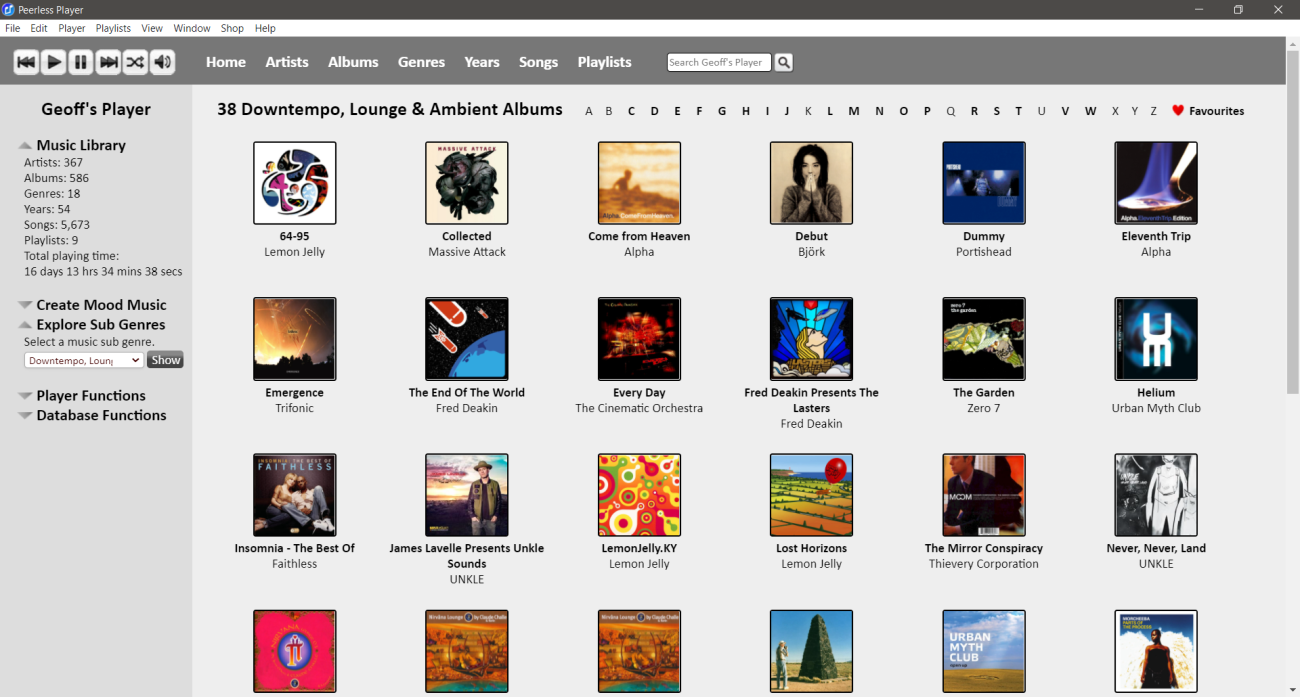 Peerless Player
File Edit Player Playlists View Window Shop Help
Home Artists Albums Genres Years Songs Playlists Search Geoff's Player
Geoff's Player
Music Library
Artists: 367
Albums: 586
Genres: 18
Years: 54
Songs: 5,673
Playlists: 9
Total playing time:
16 days 13 hrs 34 mins 38 secs
Create Mood Music
Explore Sub Genres
Select a music sub genre.
Downtempo, Loung Show
Player Functions
Database Functions
38 Downtempo, Lounge & Ambient Albums A B C D E F G H I J K L M N O P Q R S T U V W X Y Z Favourites
MASSIVE ATTACK
Alpha.ComeFromHeaven.
PORTISHEAD
Alpha.EleventhTrip.Edition
64-95 Collected Come from Heaven Debut Dummy Eleventh Trip
Lemon Jelly Massive Attack Alpha Björk Portishead Alpha
zero 7
the garden
LASTERS
Emergence The End Of The World Every Day Fred Deakin Presents The The Garden Helium
Lasters
Trifonic Fred Deakin The Cinematic Orchestra Fred Deakin Zero 7 Urban Myth Club
INSOMNIA - THE BEST OF
FAITHLESS
MCOM
Insomnia - The Best Of James Lavelle Presents Unkle LemonJelly.KY Lost Horizons The Mirror Conspiracy Never, Never, Land
Sounds
Faithless UNKLE Lemon Jelly Lemon Jelly Thievery Corporation UNKLE
Nirvana Lounge by Claude Challe
Nirvana Lounge by Claude Challe
URBAN
MYTH
CLUB
MORCHEEBA
PARTS OF
THE PROCESS